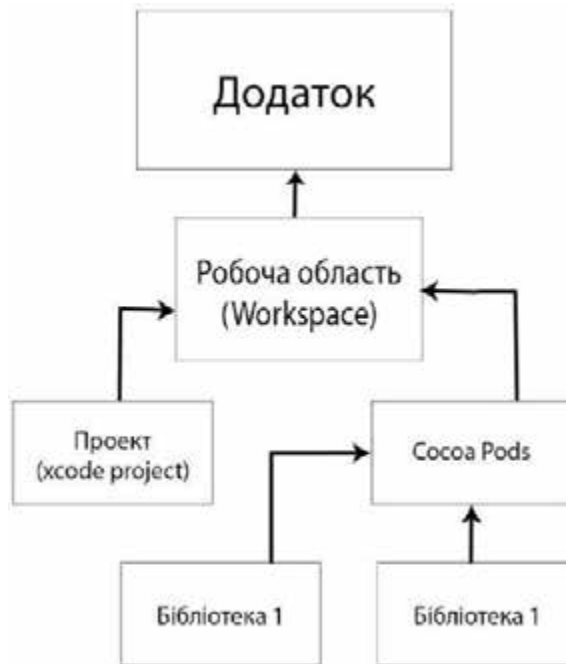 Додаток
Робоча область
(Workspace)
Проект
(xcode project)
Cocoa Pods
Бібліотека 1
Бібліотека 1